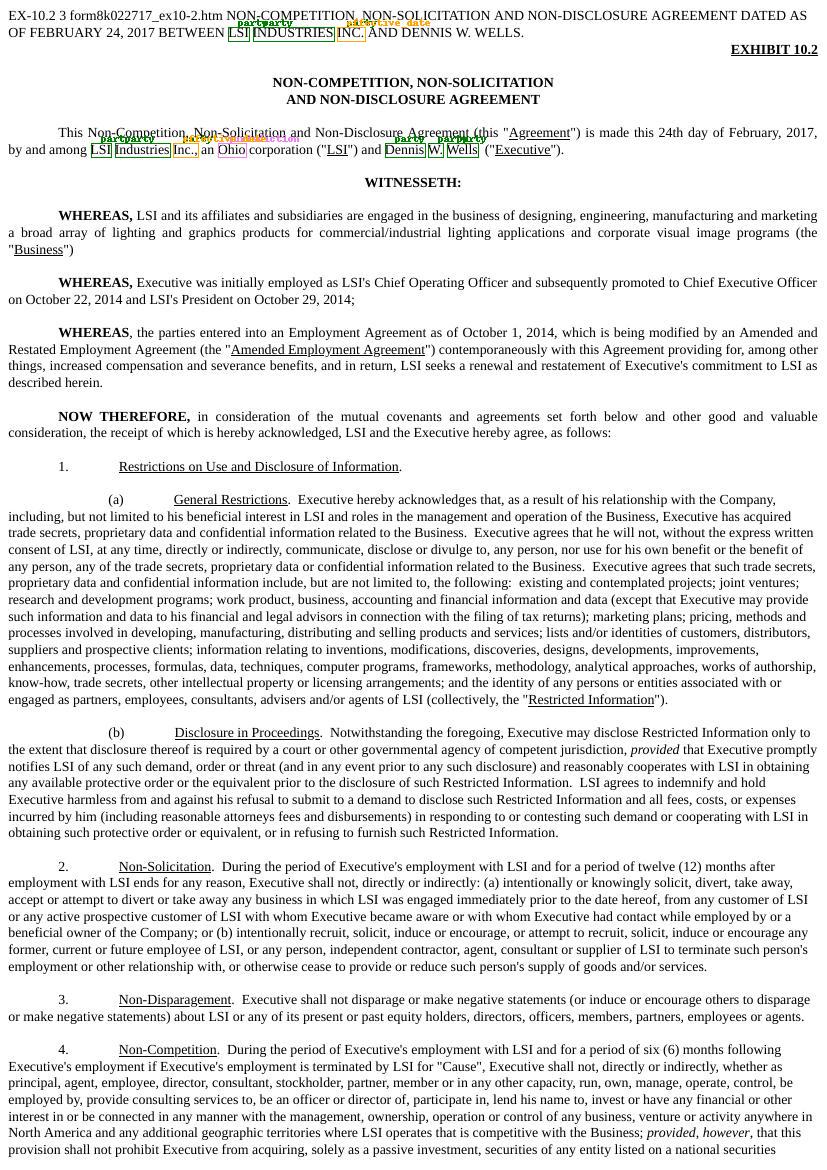 EX-10.2 3 form8k022717_ex10-2.htm NON-COMPETITION, NON-SOLICITATION AND NON-DISCLOSURE AGREEMENT DATED AS
OF FEBRUARY 24, 2017 BETWEEN LSI INDUSTRIES INC. AND DENNIS W. WELLS.
EXHIBIT 10.2
NON-COMPETITION, NON-SOLICITATION
AND NON-DISCLOSURE AGREEMENT
This Non-Competition, Non-Solicitation and Non-Disclosure Agreement (this "Agreement") is made this 24th day of February, 2017,
by and among LSI Industries Inc., an Ohio corporation ("LSI") and Dennis W. Wells ("Executive").
WITNESSETH:
WHEREAS, LSI and its affiliates and subsidiaries are engaged in the business of designing, engineering, manufacturing and marketing
a broad array of lighting and graphics products for commercial/industrial lighting applications and corporate visual image programs (the
"Business")
WHEREAS, Executive was initially employed as LSI's Chief Operating Officer and subsequently promoted to Chief Executive Officer
on October 22, 2014 and LSI's President on October 29, 2014;
WHEREAS, the parties entered into an Employment Agreement as of October 1, 2014, which is being modified by an Amended and
Restated Employment Agreement (the "Amended Employment Agreement") contemporaneously with this Agreement providing for, among other
things, increased compensation and severance benefits, and in return, LSI seeks a renewal and restatement of Executive's commitment to LSI as
described herein.
NOW THEREFORE, in consideration of the mutual covenants and agreements set forth below and other good and valuable
consideration, the receipt of which is hereby acknowledged, LSI and the Executive hereby agree, as follows:
1. Restrictions on Use and Disclosure of Information.
(a) General Restrictions. Executive hereby acknowledges that, as a result of his relationship with the Company,
including, but not limited to his beneficial interest in LSI and roles in the management and operation of the Business, Executive has acquired
trade secrets, proprietary data and confidential information related to the Business. Executive agrees that he will not, without the express written
consent of LSI, at any time, directly or indirectly, communicate, disclose or divulge to, any person, nor use for his own benefit or the benefit of
any person, any of the trade secrets, proprietary data or confidential information related to the Business. Executive agrees that such trade secrets,
proprietary data and confidential information include, but are not limited to, the following: existing and contemplated projects; joint ventures;
research and development programs; work product, business, accounting and financial information and data (except that Executive may provide
such information and data to his financial and legal advisors in connection with the filing of tax returns); marketing plans; pricing, methods and
processes involved in developing, manufacturing, distributing and selling products and services; lists and/or identities of customers, distributors,
suppliers and prospective clients; information relating to inventions, modifications, discoveries, designs, developments, improvements,
enhancements, processes, formulas, data, techniques, computer programs, frameworks, methodology, analytical approaches, works of authorship,
know-how, trade secrets, other intellectual property or licensing arrangements; and the identity of any persons or entities associated with or
engaged as partners, employees, consultants, advisers and/or agents of LSI (collectively, the "Restricted Information").
(b) Disclosure in Proceedings. Notwithstanding the foregoing, Executive may disclose Restricted Information only to
the extent that disclosure thereof is required by a court or other governmental agency of competent jurisdiction, provided that Executive promptly
notifies LSI of any such demand, order or threat (and in any event prior to any such disclosure) and reasonably cooperates with LSI in obtaining
any available protective order or the equivalent prior to the disclosure of such Restricted Information. LSI agrees to indemnify and hold
Executive harmless from and against his refusal to submit to a demand to disclose such Restricted Information and all fees, costs, or expenses
incurred by him (including reasonable attorneys fees and disbursements) in responding to or contesting such demand or cooperating with LSI in
obtaining such protective order or equivalent, or in refusing to furnish such Restricted Information.
2. Non-Solicitation. During the period of Executive's employment with LSI and for a period of twelve (12) months after
employment with LSI ends for any reason, Executive shall not, directly or indirectly: (a) intentionally or knowingly solicit, divert, take away,
accept or attempt to divert or take away any business in which LSI was engaged immediately prior to the date hereof, from any customer of LSI
or any active prospective customer of LSI with whom Executive became aware or with whom Executive had contact while employed by or a
beneficial owner of the Company; or (b) intentionally recruit, solicit, induce or encourage, or attempt to recruit, solicit, induce or encourage any
former, current or future employee of LSI, or any person, independent contractor, agent, consultant or supplier of LSI to terminate such person's
employment or other relationship with, or otherwise cease to provide or reduce such person's supply of goods and/or services.
3. Non-Disparagement. Executive shall not disparage or make negative statements (or induce or encourage others to disparage
or make negative statements) about LSI or any of its present or past equity holders, directors, officers, members, partners, employees or agents.
4. Non-Competition. During the period of Executive's employment with LSI and for a period of six (6) months following
Executive's employment if Executive's employment is terminated by LSI for "Cause", Executive shall not, directly or indirectly, whether as
principal, agent, employee, director, consultant, stockholder, partner, member or in any other capacity, run, own, manage, operate, control, be
employed by, provide consulting services to, be an officer or director of, participate in, lend his name to, invest or have any financial or other
interest in or be connected in any manner with the management, ownership, operation or control of any business, venture or activity anywhere in
North America and any additional geographic territories where LSI operates that is competitive with the Business; provided, however, that this
provision shall not prohibit Executive from acquiring, solely as a passive investment, securities of any entity listed on a national securities